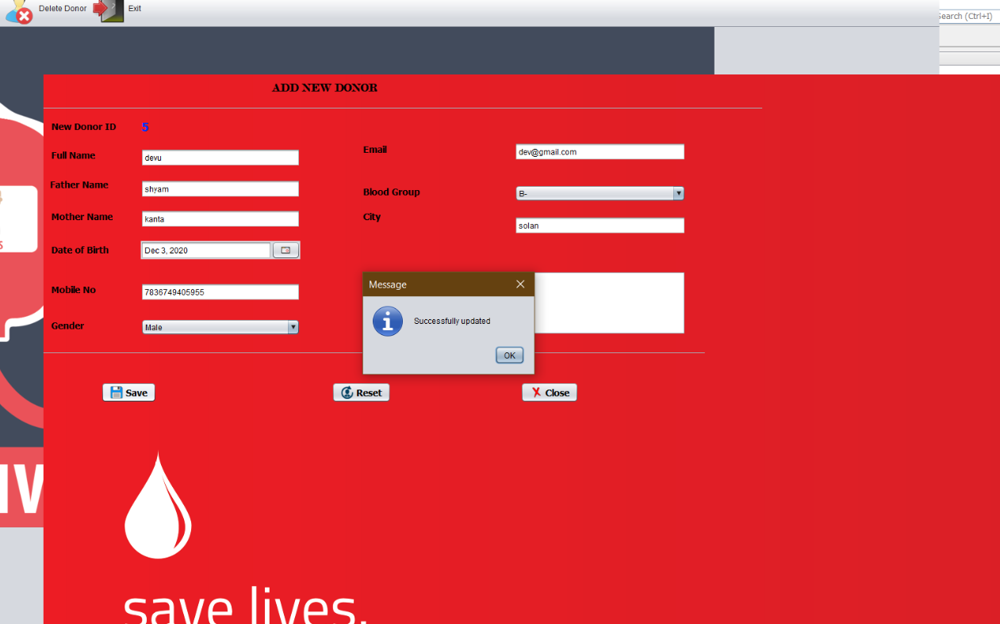 Delete Donor Exit
Search (Ctrl+I)
ADD NEW DONOR
New Donor ID 5
Full Name devu
Email dev@gmail.com
Father Name shyam
Blood Group B-
Mother Name kanta
City solan
Date of Birth Dec 3, 2020
Mobile No 7836749405955
Gender Male
Message
Successfully updated
OK
Save Reset Close
save lives.